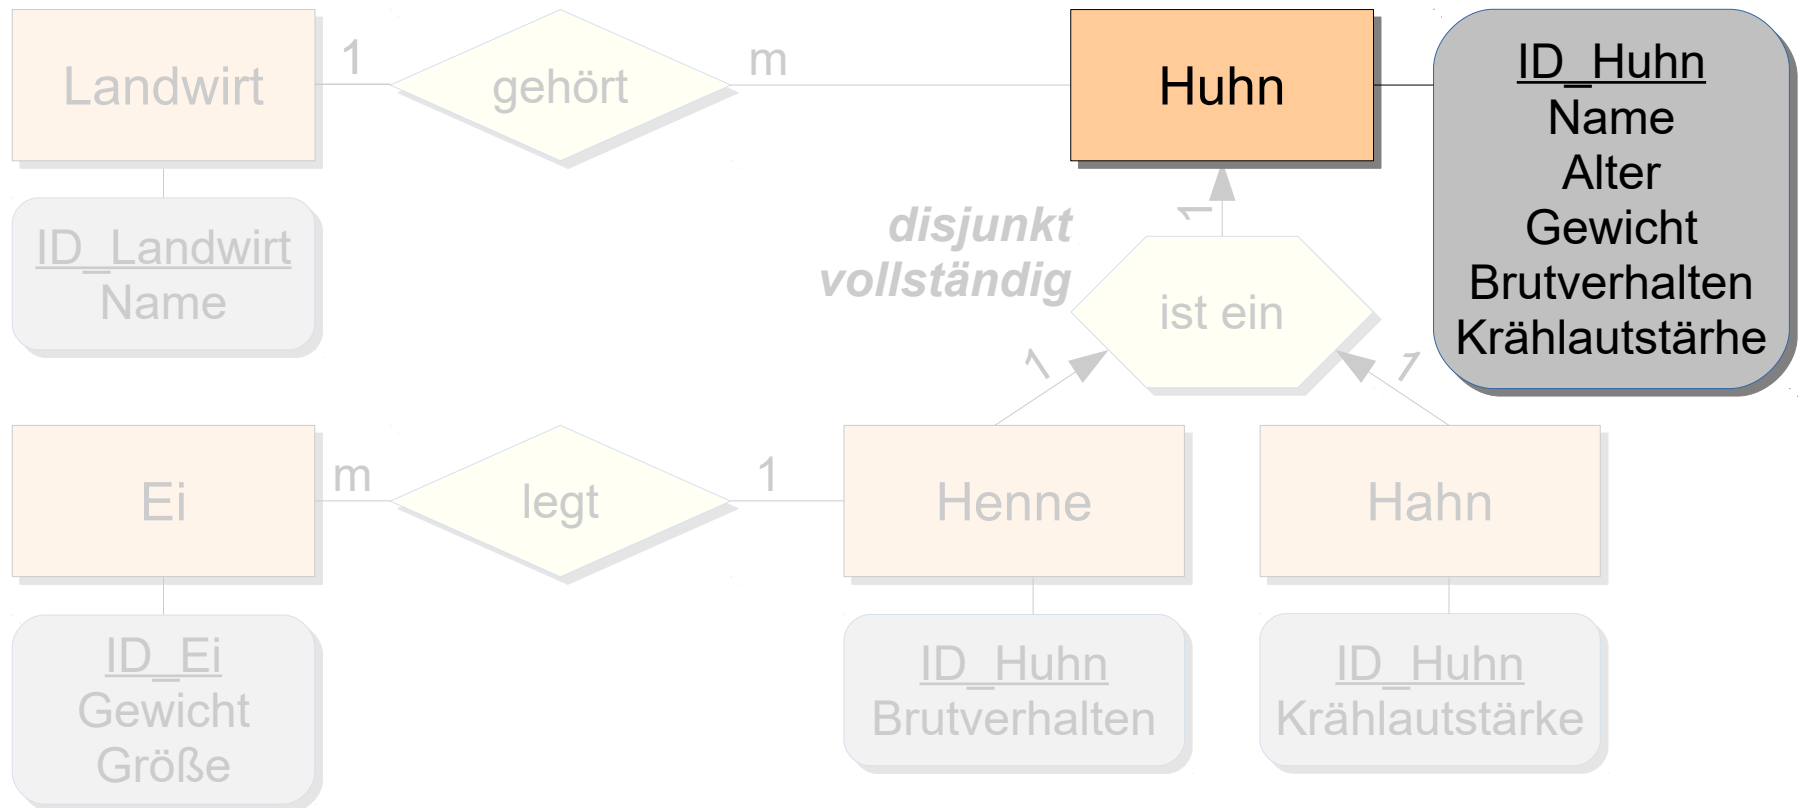 Landwirt
1
gehört
m
Huhn
ID_Huhn
Name
Alter
Gewicht
Brutverhalten
Krählautstärhe
ID_Landwirt
Name
disjunkt
vollständig
1
ist ein
1
1
Ei
m
legt
1
Henne
Hahn
ID_Ei
Gewicht
Größe
ID_Huhn
Brutverhalten
ID_Huhn
Krählautstärke